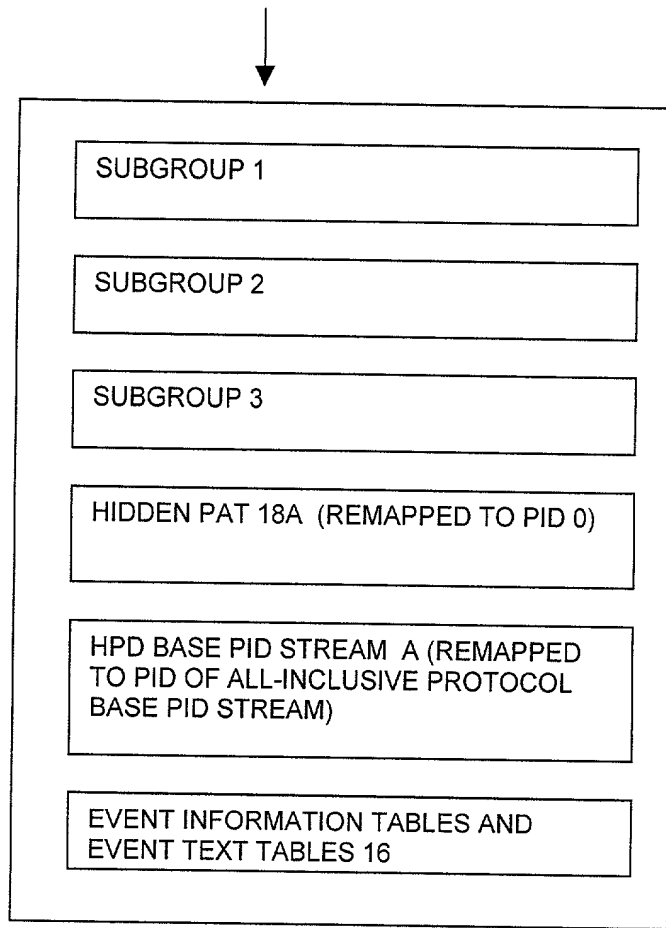 SUBGROUP 1
SUBGROUP 2
SUBGROUP 3
HIDDEN PAT 18A (REMAPPED TO PID 0)
HPD BASE PID STREAM A (REMAPPED
TO PID OF ALL-INCLUSIVE PROTOCOL
BASE PID STREAM)
EVENT INFORMATION TABLES AND
EVENT TEXT TABLES 16